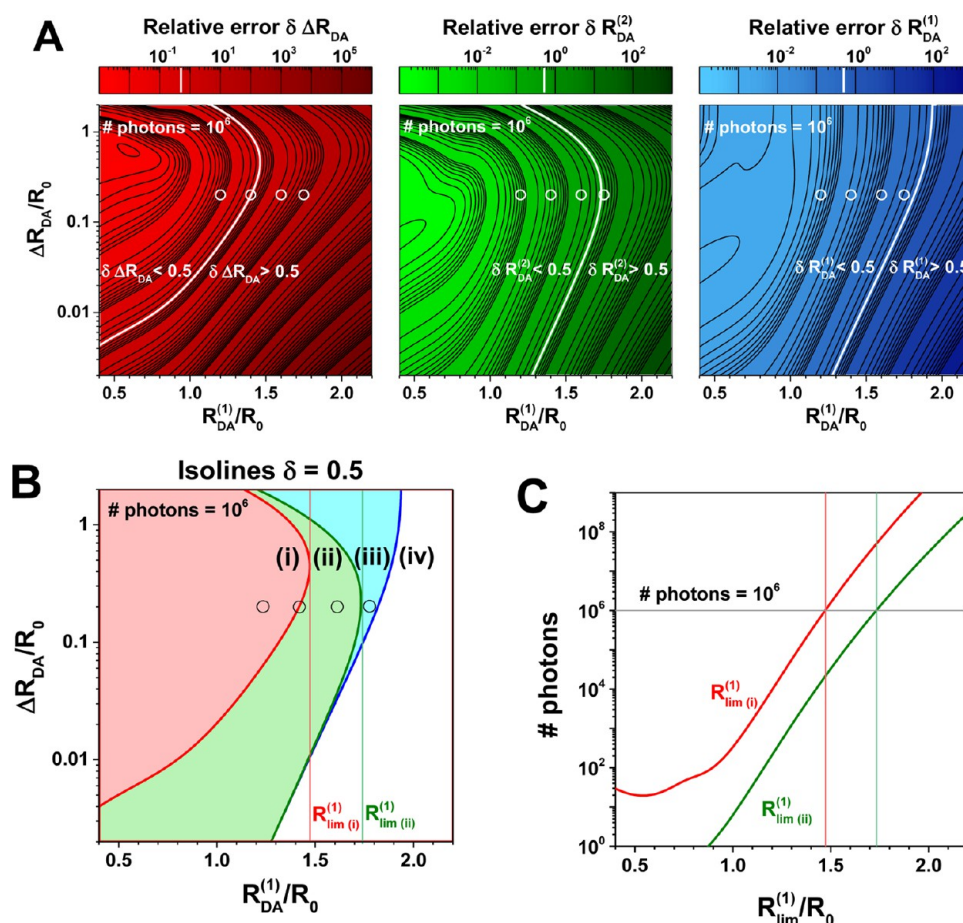 A
Relative error δ ΔR_DA
Relative error δ R_DA^(2)
Relative error δ R_DA^(1)
10^-1 10^1 10^3 10^5
10^-2 10^0 10^2
10^-2 10^0 10^2
# photons = 10^6
# photons = 10^6
# photons = 10^6
ΔR_DA/R_0
1
0.1
0.01
δ ΔR_DA < 0.5 δ ΔR_DA > 0.5
δ R_DA^(2) < 0.5 δ R_DA^(2) > 0.5
δ R_DA^(1) < 0.5 δ R_DA^(1) > 0.5
0.5 1.0 1.5 2.0
0.5 1.0 1.5 2.0
0.5 1.0 1.5 2.0
R_DA^(1)/R_0
R_DA^(1)/R_0
R_DA^(1)/R_0
B
Isolines δ = 0.5
# photons = 10^6
(i) (ii) (iii) (iv)
ΔR_DA/R_0
1
0.1
0.01
R_lim (i)^(1)
R_lim (ii)^(1)
0.5 1.0 1.5 2.0
R_DA^(1)/R_0
C
# photons
10^8
10^6
10^4
10^2
10^0
# photons = 10^6
R_lim (i)^(1)
R_lim (ii)^(1)
0.5 1.0 1.5 2.0
R_lim^(1)/R_0